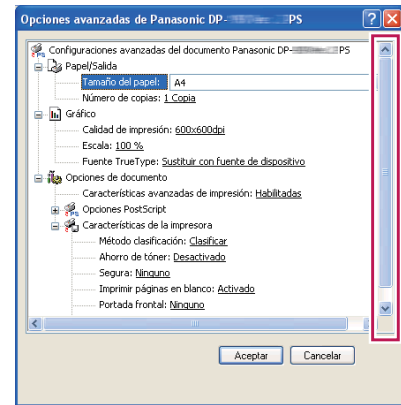 Opciones avanzadas de Panasonic DP- PS
Configuraciones avanzadas del documento Panasonic DP- PS
Papel/Salida
Tamaño del papel: A4
Número de copias: 1 Copia
Gráfico
Calidad de impresión: 600x600dpi
Escala: 100 %
Fuente TrueType: Sustituir con fuente de dispositivo
Opciones de documento
Características avanzadas de impresión: Habilitadas
Opciones PostScript
Características de la impresora
Método clasificación: Clasificar
Ahorro de tóner: Desactivado
Segura: Ninguno
Imprimir páginas en blanco: Activado
Portada frontal: Ninguno
Aceptar Cancelar